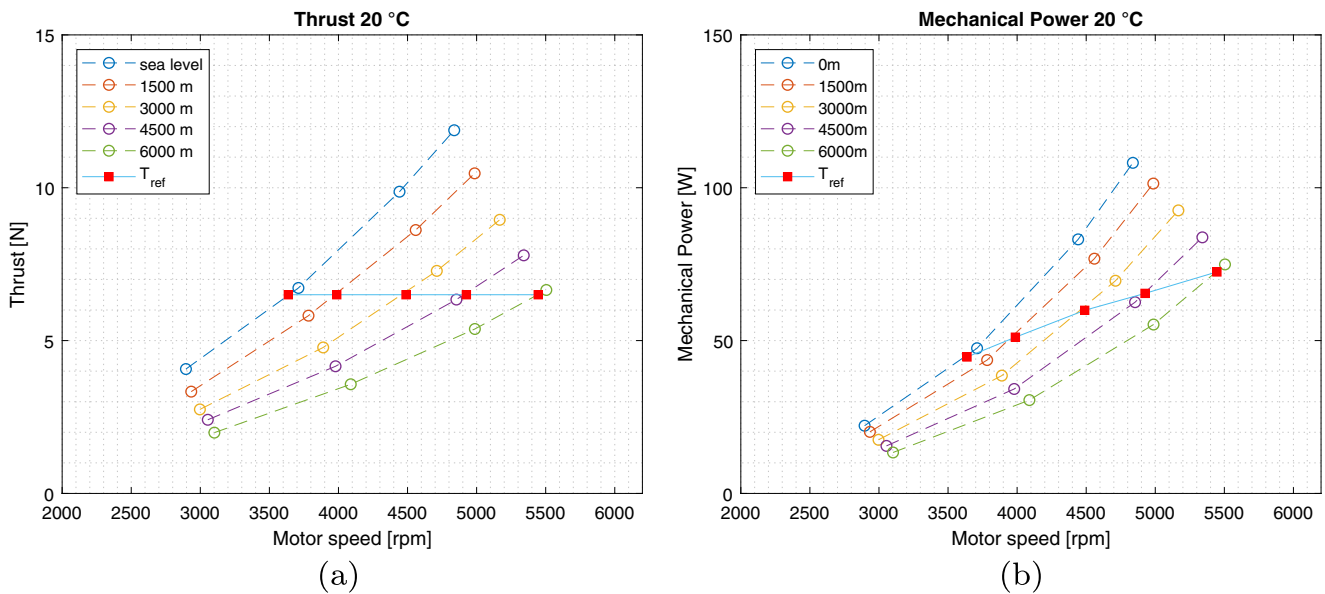 Thrust 20 °C
15
10
5
0
Thrust [N]
sea level
1500 m
3000 m
4500 m
6000 m
T_ref
2000 2500 3000 3500 4000 4500 5000 5500 6000
Motor speed [rpm]
(a)
Mechanical Power 20 °C
150
100
50
0
Mechanical Power [W]
0m
1500m
3000m
4500m
6000m
T_ref
2000 2500 3000 3500 4000 4500 5000 5500 6000
Motor speed [rpm]
(b)